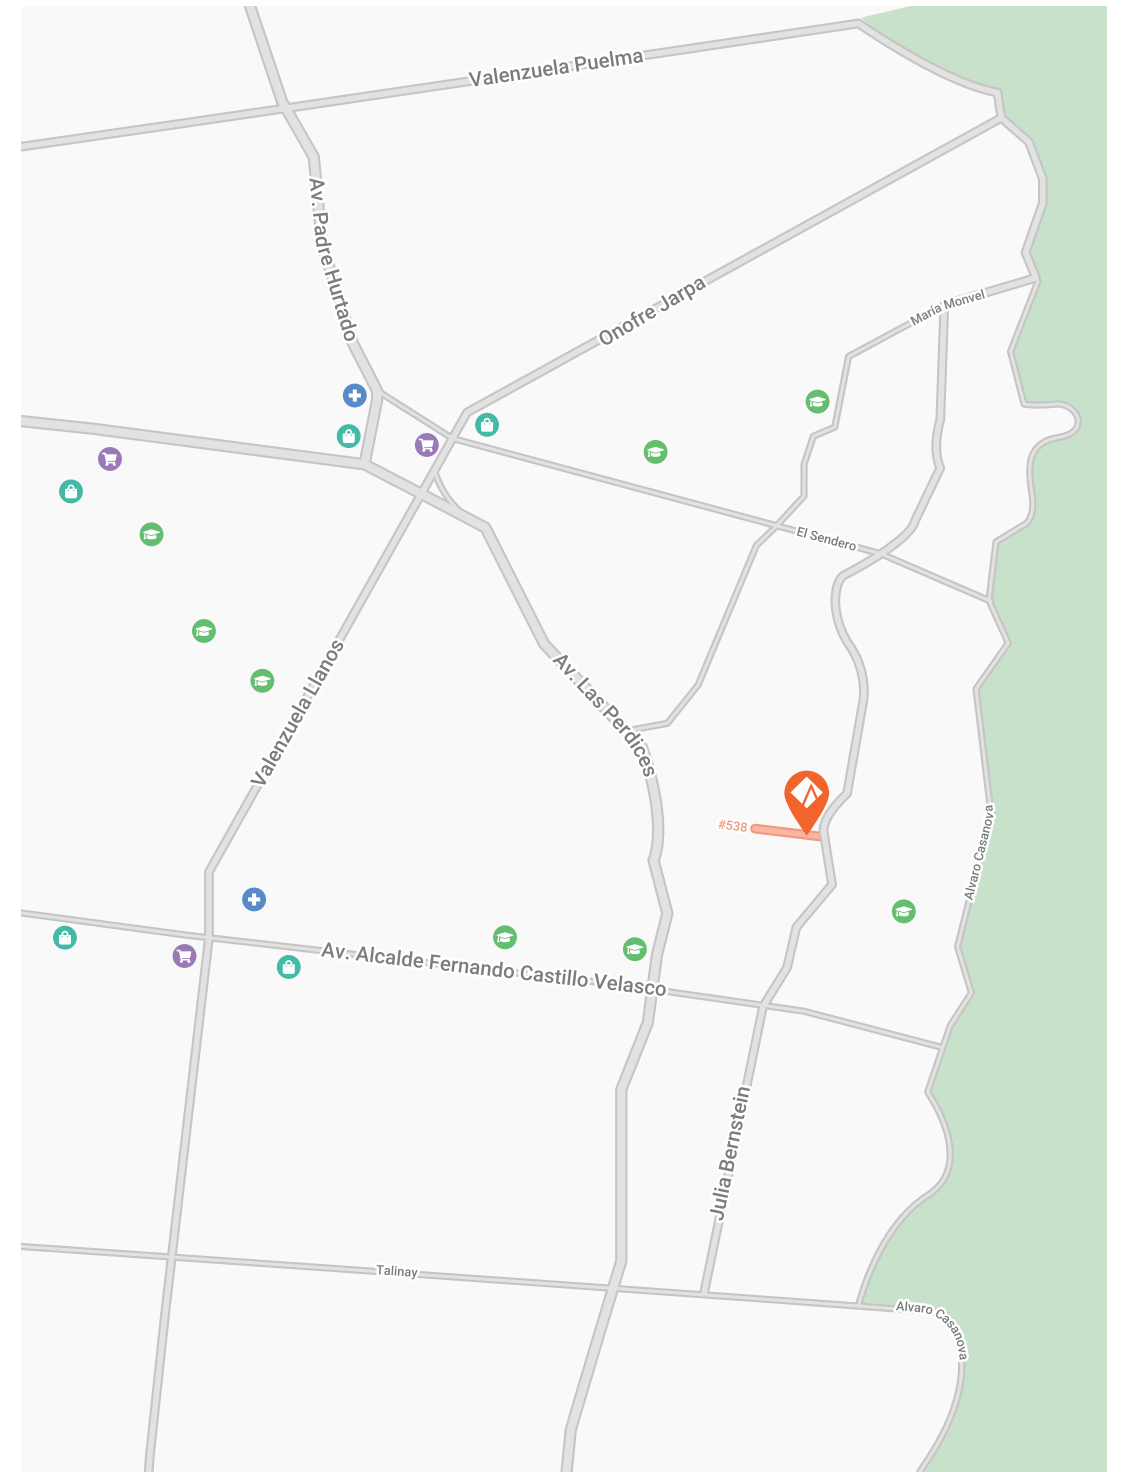 Valenzuela Puelma
Av. Padre Hurtado
Onofre Jarpa
María Monvel
El Sendero
Valenzuela Llanos
Av. Las Perdices
#538
Alvaro Casanova
Av. Alcalde Fernando Castillo Velasco
Julia Bernstein
Talinay
Alvaro Casanova